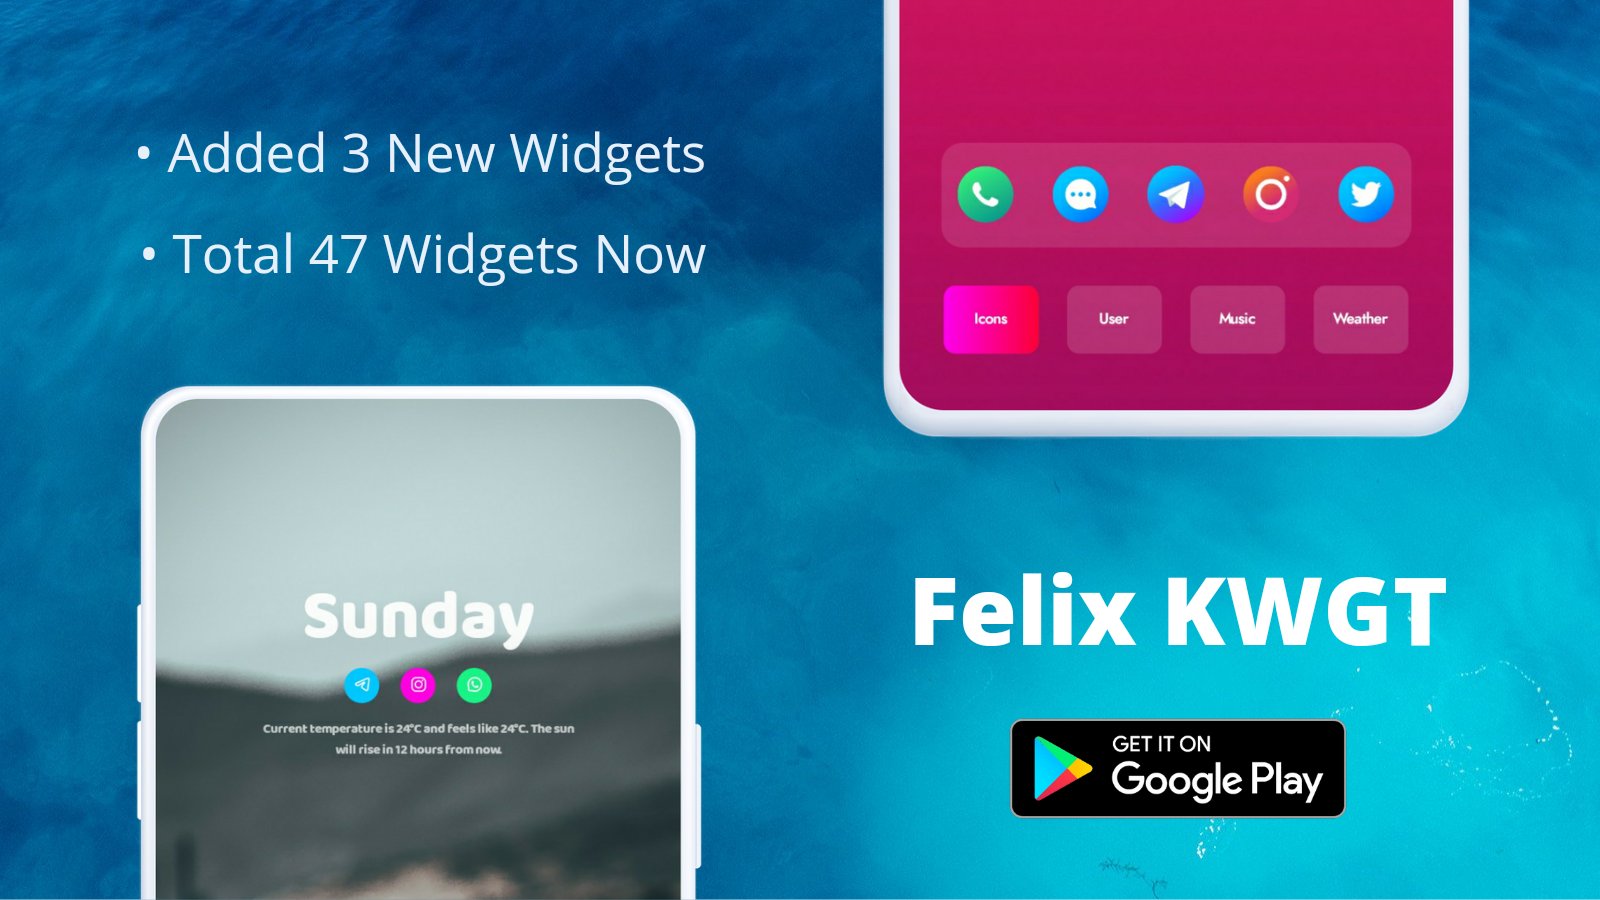 • Added 3 New Widgets
• Total 47 Widgets Now
Icons
User
Music
Weather
Sunday
Current temperature is 24°C and feels like 24°C. The sun
will rise in 12 hours from now.
Felix KWGT
GET IT ON
Google Play